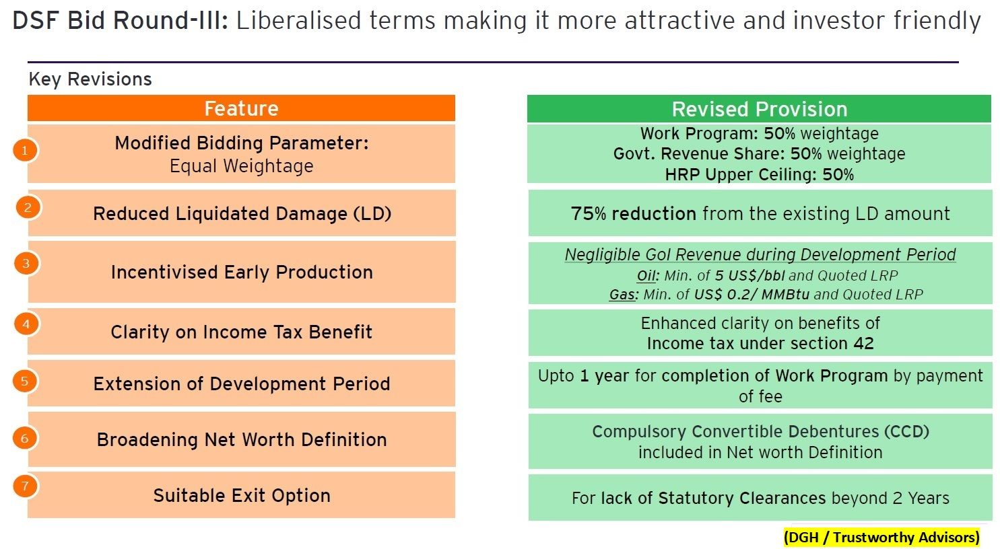 DSF Bid Round-III: Liberalised terms making it more attractive and investor friendly
Key Revisions
Feature
Revised Provision
1
Modified Bidding Parameter:
Equal Weightage
Work Program: 50% weightage
Govt. Revenue Share: 50% weightage
HRP Upper Ceiling: 50%
2
Reduced Liquidated Damage (LD)
75% reduction from the existing LD amount
3
Incentivised Early Production
Negligible GoI Revenue during Development Period
Oil: Min. of 5 US$/bbl and Quoted LRP
Gas: Min. of US$ 0.2/ MMBtu and Quoted LRP
4
Clarity on Income Tax Benefit
Enhanced clarity on benefits of
Income tax under section 42
5
Extension of Development Period
Upto 1 year for completion of Work Program by payment
of fee
6
Broadening Net Worth Definition
Compulsory Convertible Debentures (CCD)
included in Net worth Definition
7
Suitable Exit Option
For lack of Statutory Clearances beyond 2 Years
(DGH / Trustworthy Advisors)